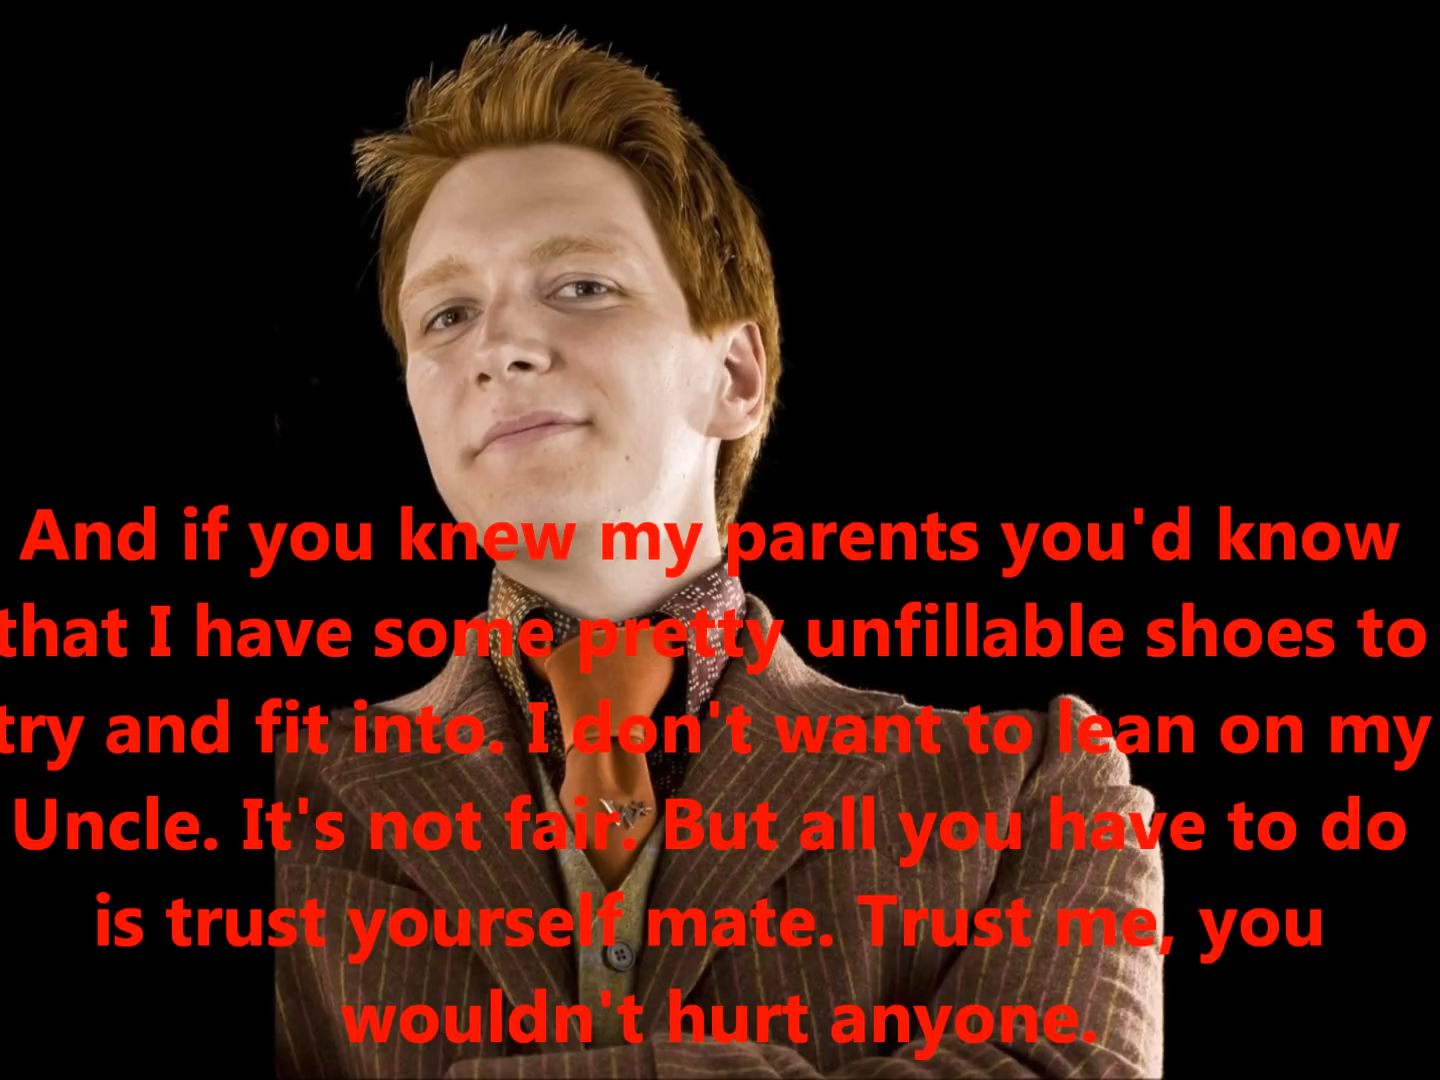 And if you knew my parents you'd know
that I have some pretty unfillable shoes to
try and fit into. I don't want to lean on my
Uncle. It's not fair. But all you have to do
is trust yourself mate. Trust me, you
wouldn't hurt anyone.